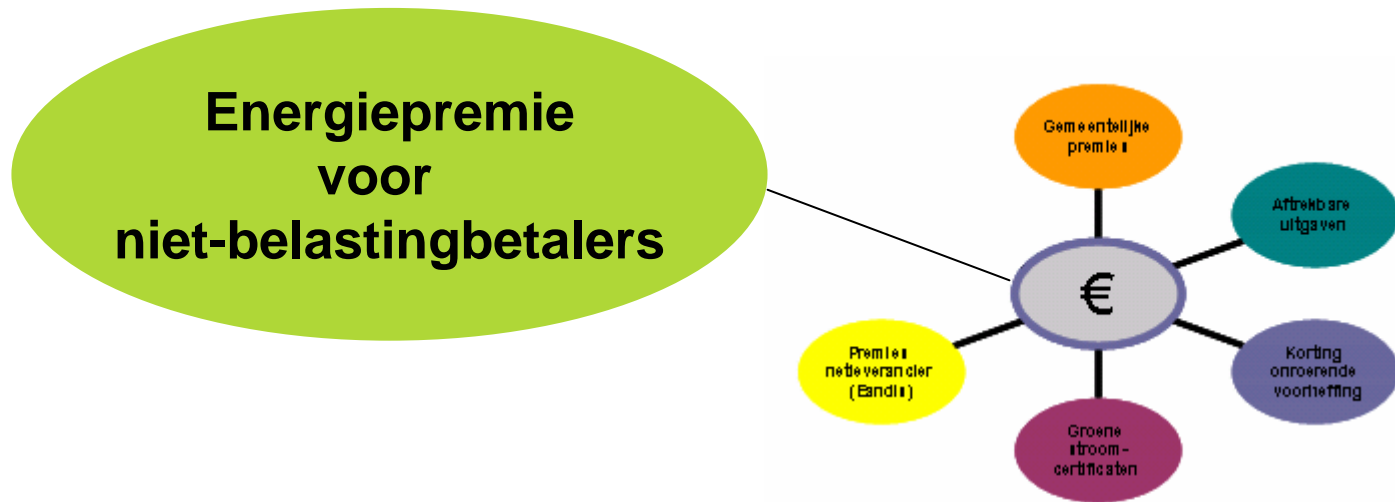 Energiepremie
voor
niet-belastingbetalers
Gemeentelijke
premies
Aftrekbare
uitgaven
€
Premies
netleverancier
(Eandis)
Korting
onroerende
voorheffing
Groene
stroom-
certificaten